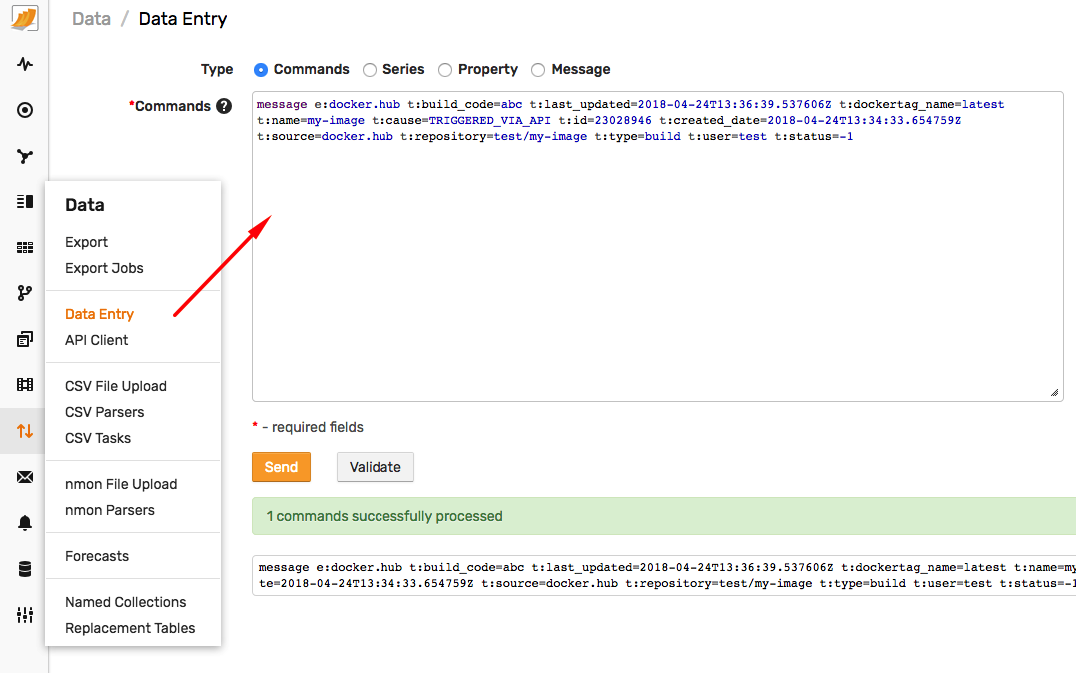 Data / Data Entry
Type Commands Series Property Message
*Commands ?
message e:docker.hub t:build_code=abc t:last_updated=2018-04-24T13:36:39.537606Z t:dockertag_name=latest
t:name=my-image t:cause=TRIGGERED_VIA_API t:id=23028946 t:created_date=2018-04-24T13:34:33.654759Z
t:source=docker.hub t:repository=test/my-image t:type=build t:user=test t:status=-1
Data
Export
Export Jobs
Data Entry
API Client
CSV File Upload
CSV Parsers
CSV Tasks
nmon File Upload
nmon Parsers
Forecasts
Named Collections
Replacement Tables
* - required fields
Send Validate
1 commands successfully processed
message e:docker.hub t:build_code=abc t:last_updated=2018-04-24T13:36:39.537606Z t:dockertag_name=latest t:name=my
te=2018-04-24T13:34:33.654759Z t:source=docker.hub t:repository=test/my-image t:type=build t:user=test t:status=-1